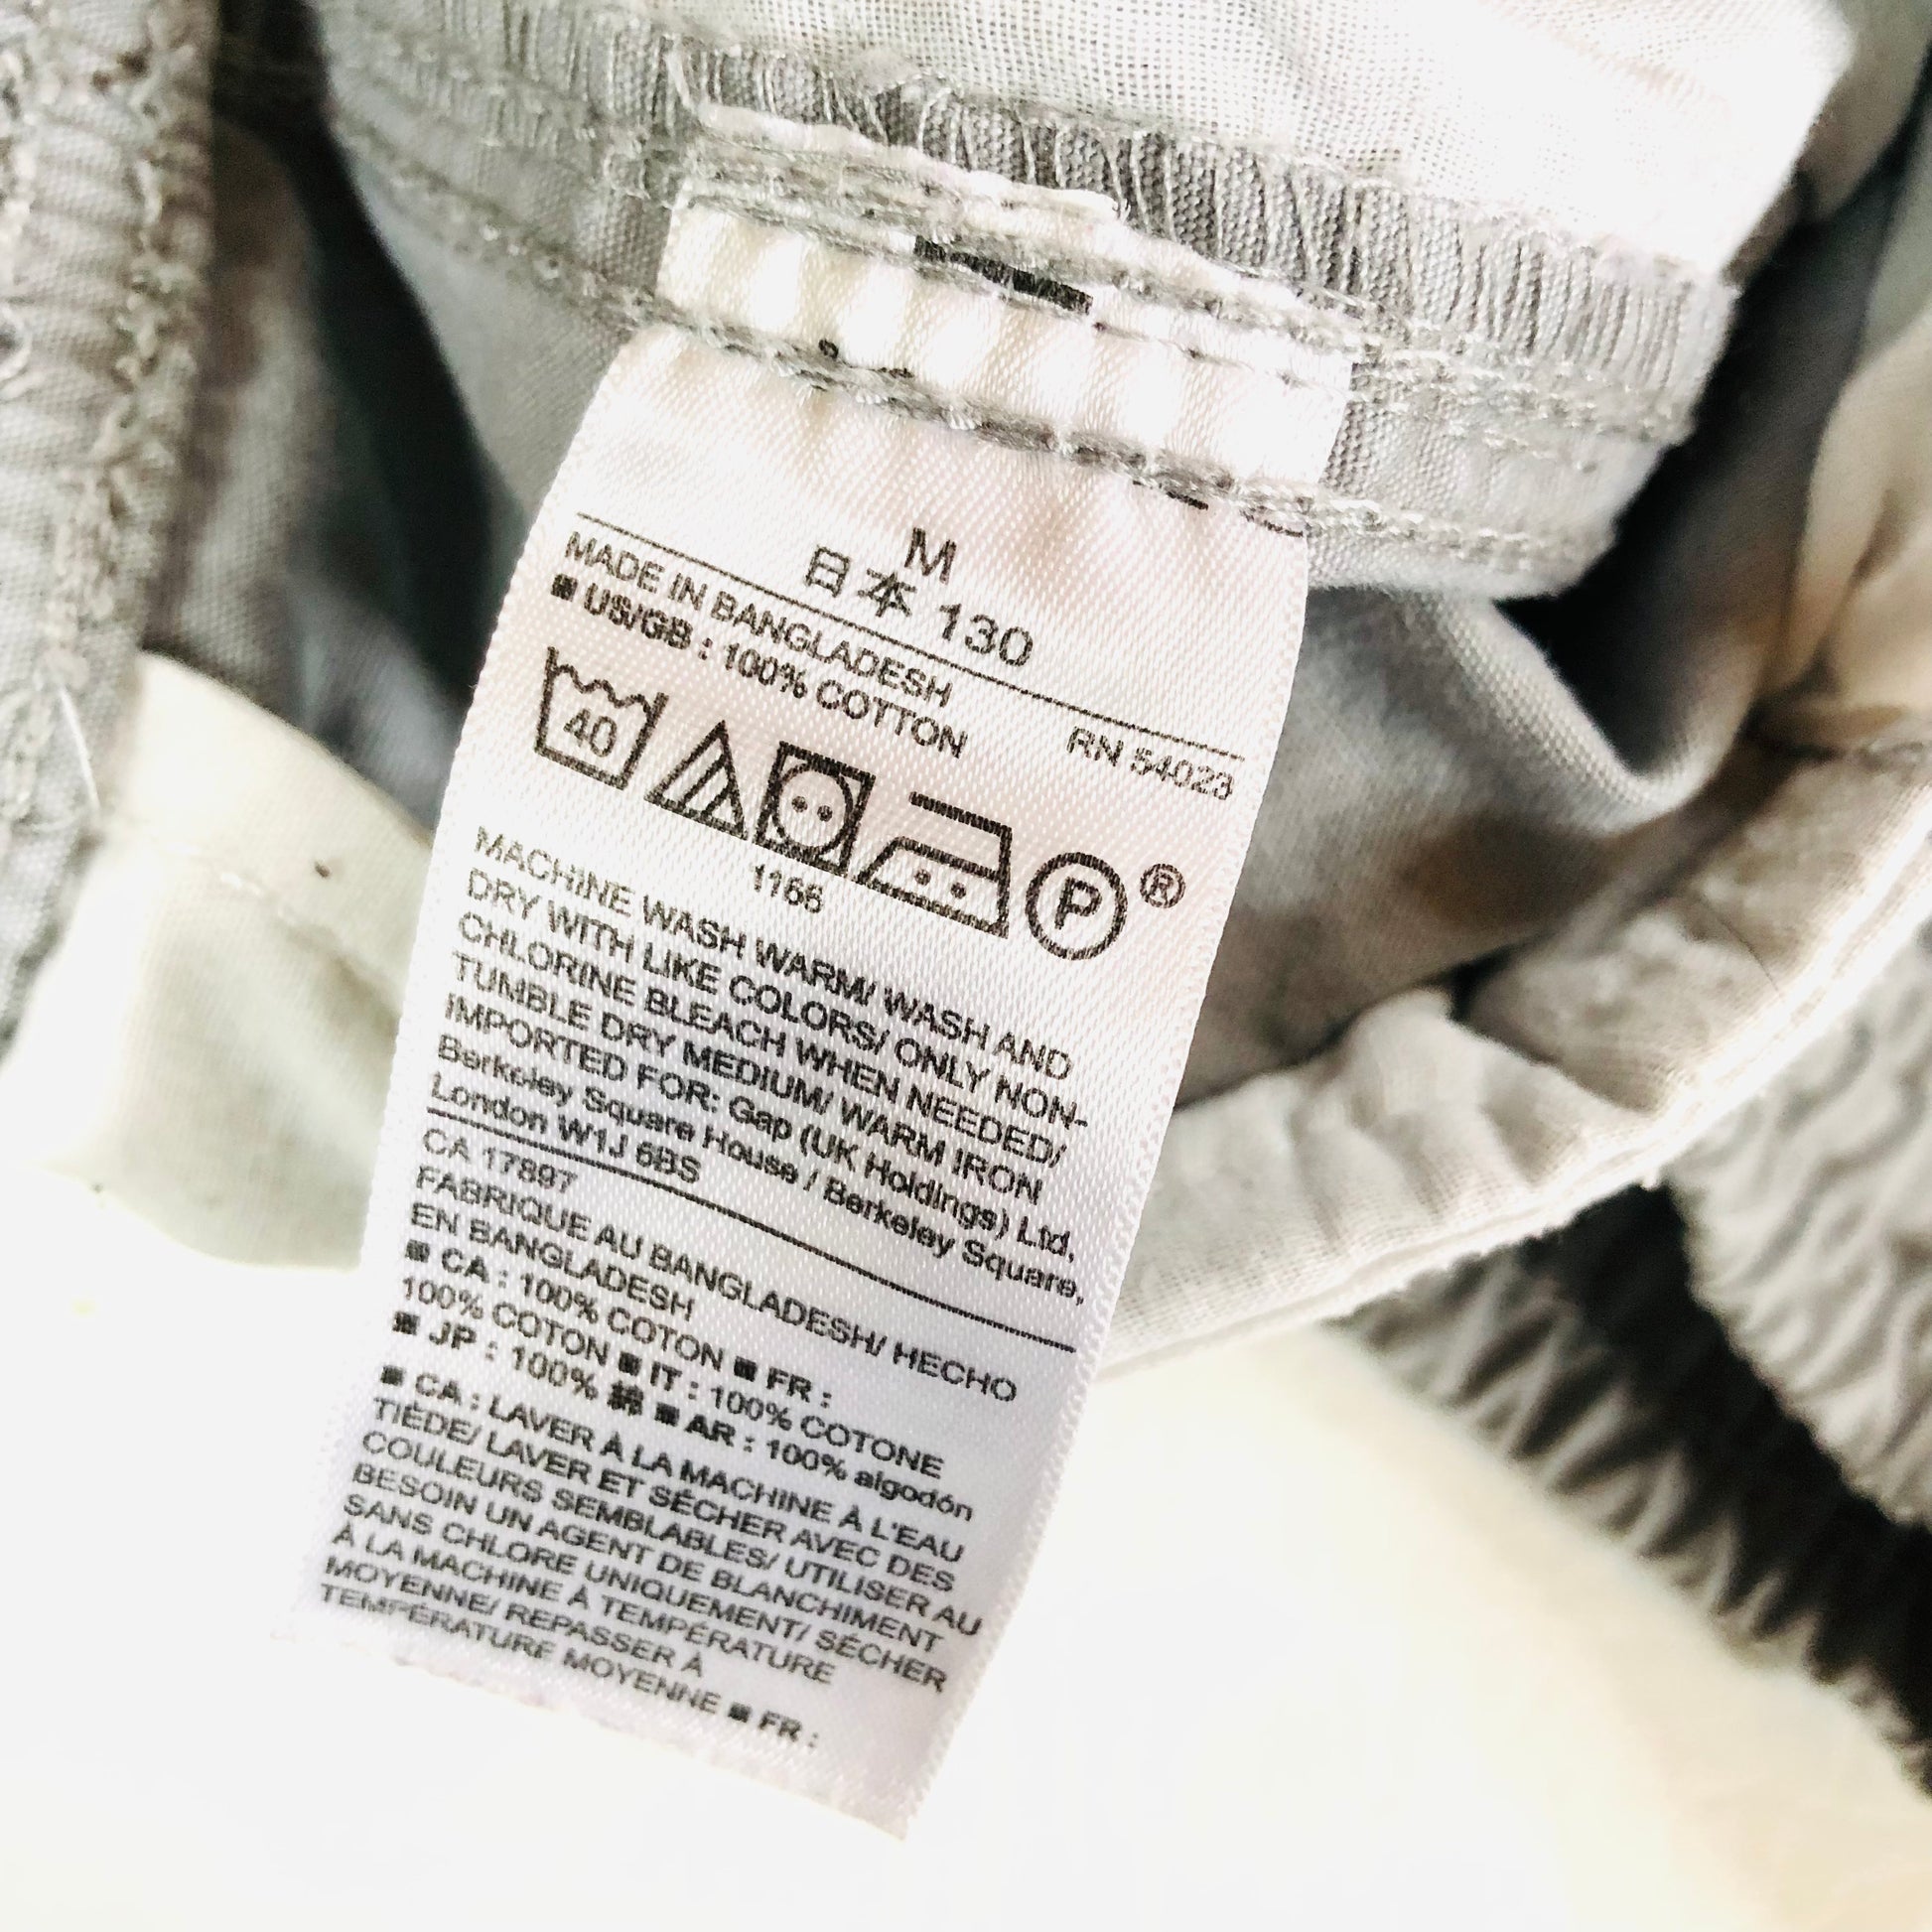 M
日本 130
MADE IN BANGLADESH RN 54023
■ US/GB : 100% COTTON
40
P ®
1166
MACHINE WASH WARM/ WASH AND
DRY WITH LIKE COLORS/ ONLY NON-
CHLORINE BLEACH WHEN NEEDED/
TUMBLE DRY MEDIUM/ WARM IRON
IMPORTED FOR: Gap (UK Holdings) Ltd,
Berkeley Square House / Berkeley Square,
London W1J 6BS
CA 17897
FABRIQUE AU BANGLADESH/ HECHO
EN BANGLADESH
■ CA : 100% COTON ■ FR :
100% COTON ■ IT : 100% COTONE
■ JP : 100% 綿 ■ AR : 100% algodón
■ CA : LAVER À LA MACHINE À L'EAU
TIÈDE/ LAVER ET SÉCHER AVEC DES
COULEURS SEMBLABLES/ UTILISER AU
BESOIN UN AGENT DE BLANCHIMENT
SANS CHLORE UNIQUEMENT/ SÉCHER
À LA MACHINE À TEMPÉRATURE
MOYENNE/ REPASSER À
TEMPÉRATURE MOYENNE ■ FR :